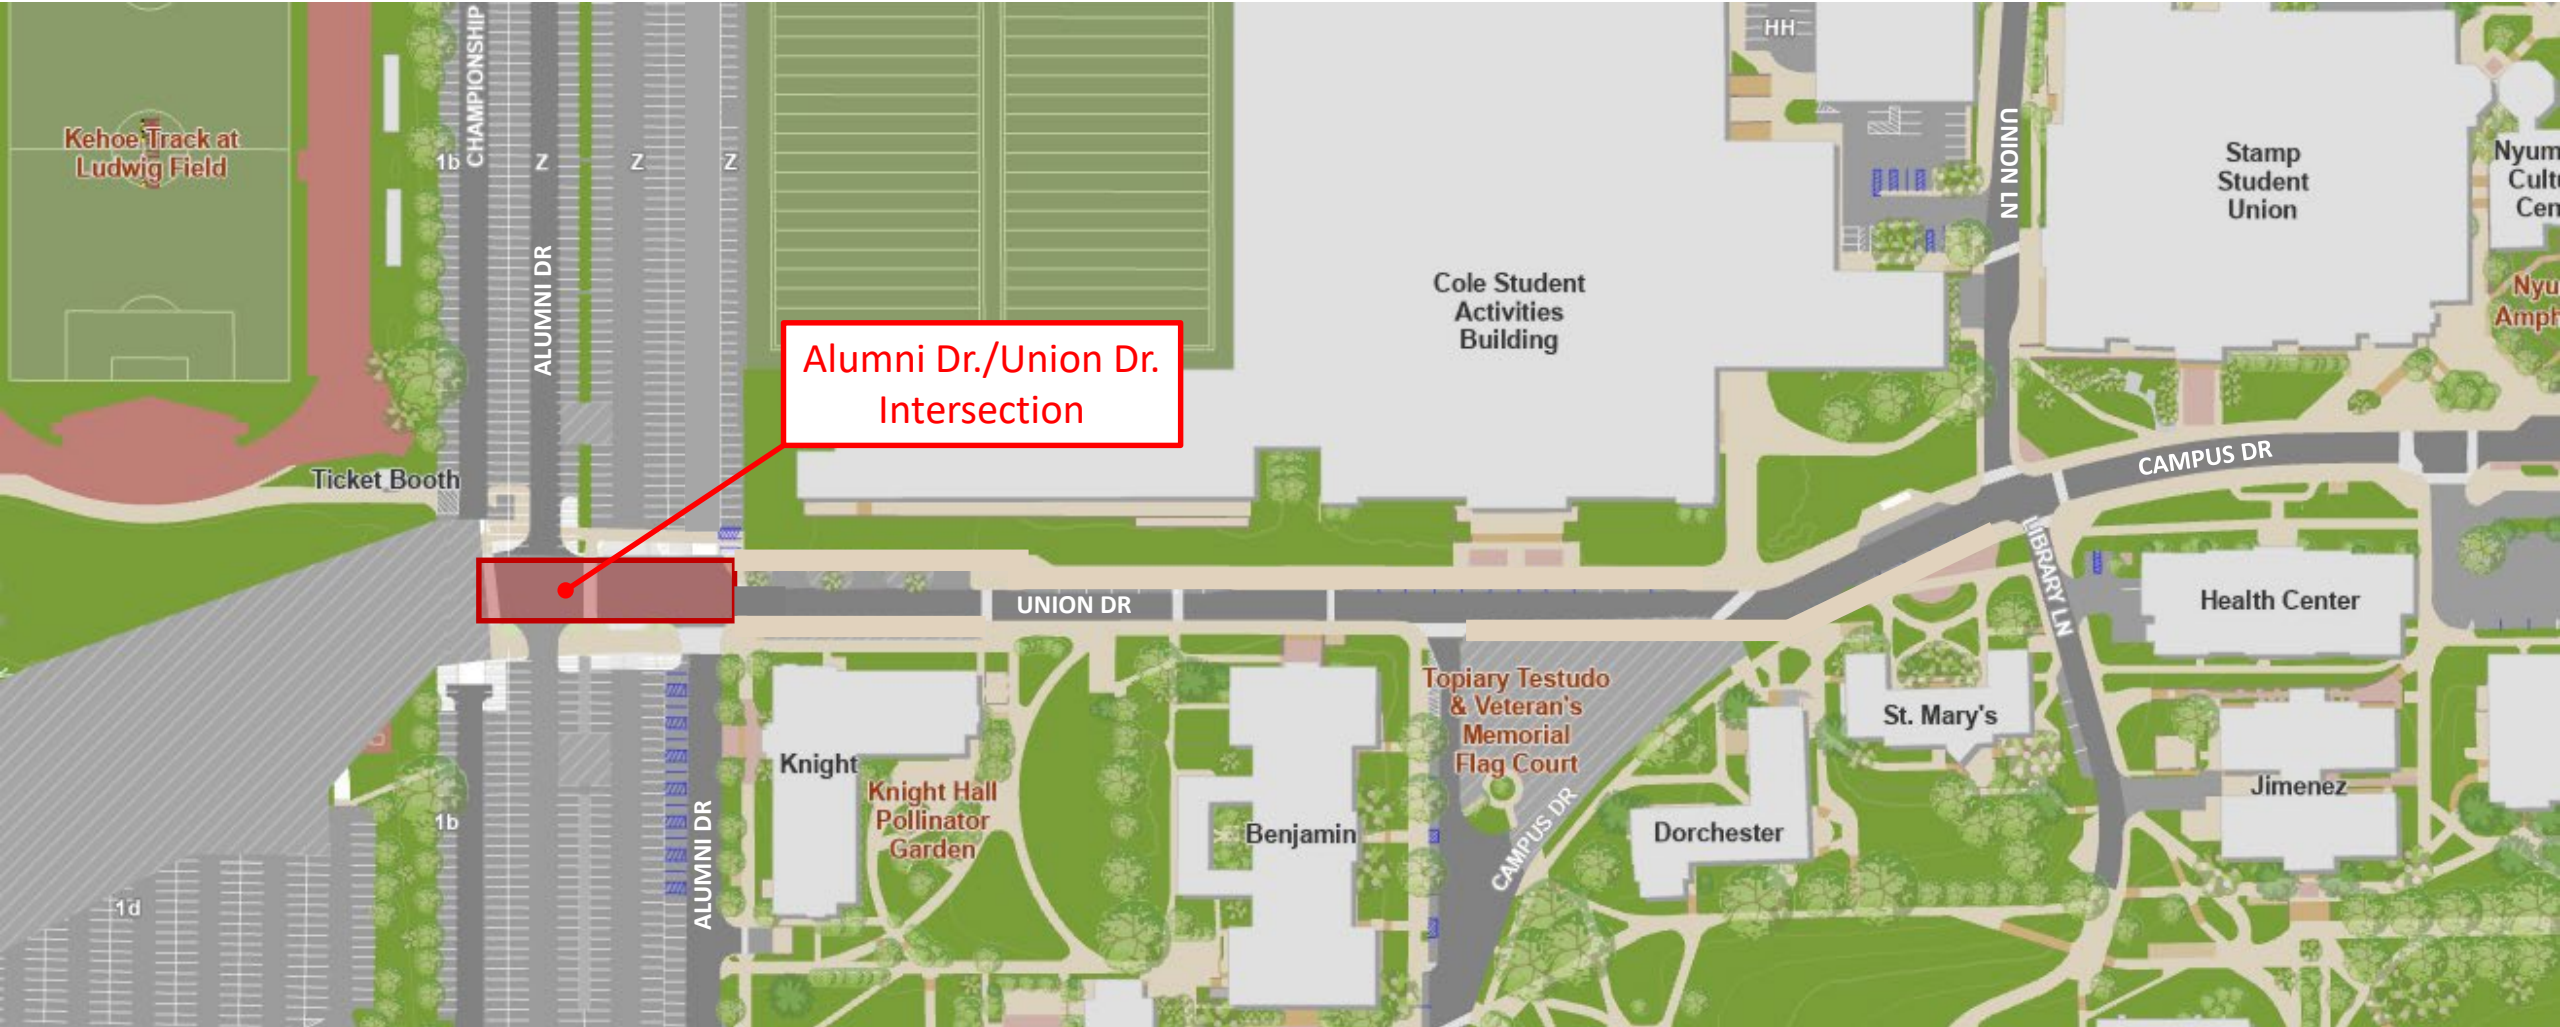 HH
CHAMPIONSHIP
Kehoe Track at
Ludwig Field
1b
Z
Z
Z
UNION LN
Stamp
Student
Union
ALUMNI DR
Cole Student
Activities
Building
Alumni Dr./Union Dr.
Intersection
Ticket Booth
CAMPUS DR
UNION DR
LIBRARY LN
Health Center
Topiary Testudo
& Veteran's
Memorial
Flag Court
St. Mary's
Knight
Knight Hall
Pollinator
Garden
Jimenez
1b
Benjamin
Dorchester
CAMPUS DR
ALUMNI DR
1d